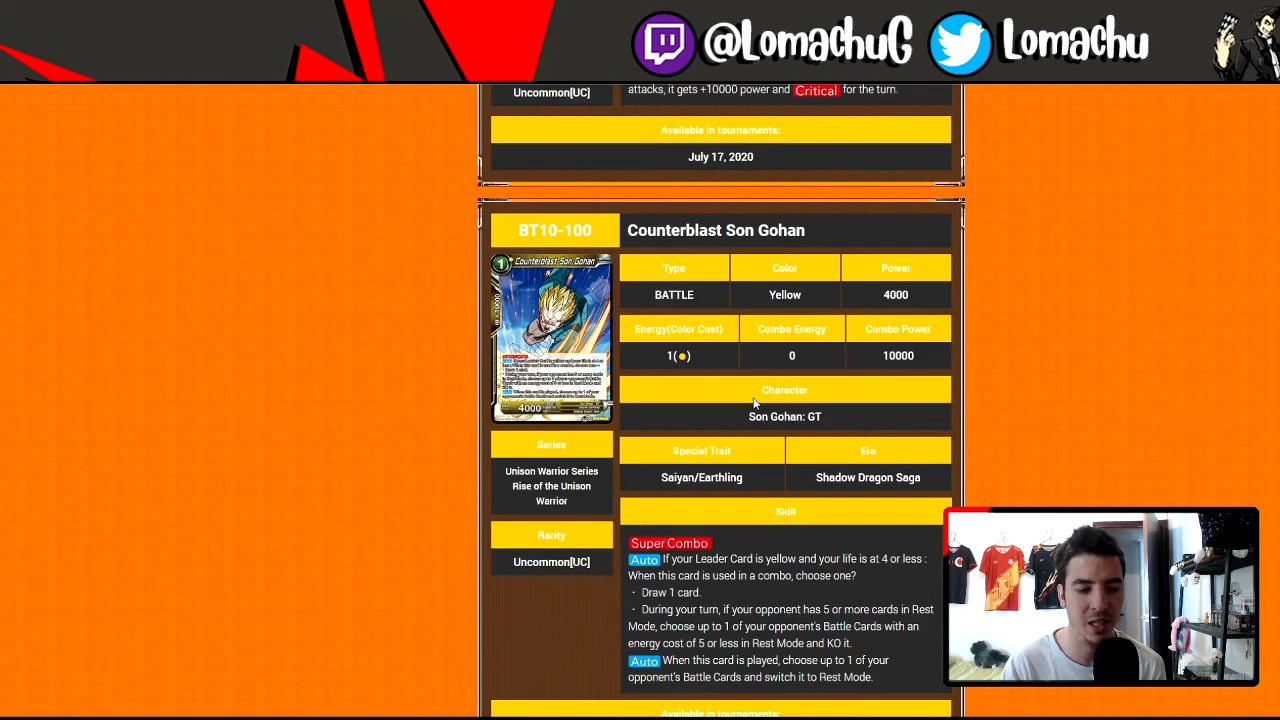 @LomachuG Lomachu
Uncommon[UC]
attacks, it gets +10000 power and Critical for the turn.
Available in tournaments:
July 17, 2020
BT10-100 Counterblast Son Gohan
Type Color Power
BATTLE Yellow 4000
Energy(Color Cost) Combo Energy Combo Power
1( ) 0 10000
Character
Son Gohan: GT
Special Trait Era
Saiyan/Earthling Shadow Dragon Saga
Skill
Super Combo
Auto If your Leader Card is yellow and your life is at 4 or less :
When this card is used in a combo, choose one?
・ Draw 1 card.
・ During your turn, if your opponent has 5 or more cards in Rest
Mode, choose up to 1 of your opponent's Battle Cards with an
energy cost of 5 or less in Rest Mode and KO it.
Auto When this card is played, choose up to 1 of your
opponent's Battle Cards and switch it to Rest Mode.
1 Counterblast Son Gohan
4000
Series
Unison Warrior Series
Rise of the Unison
Warrior
Rarity
Uncommon[UC]
Available in tournaments: